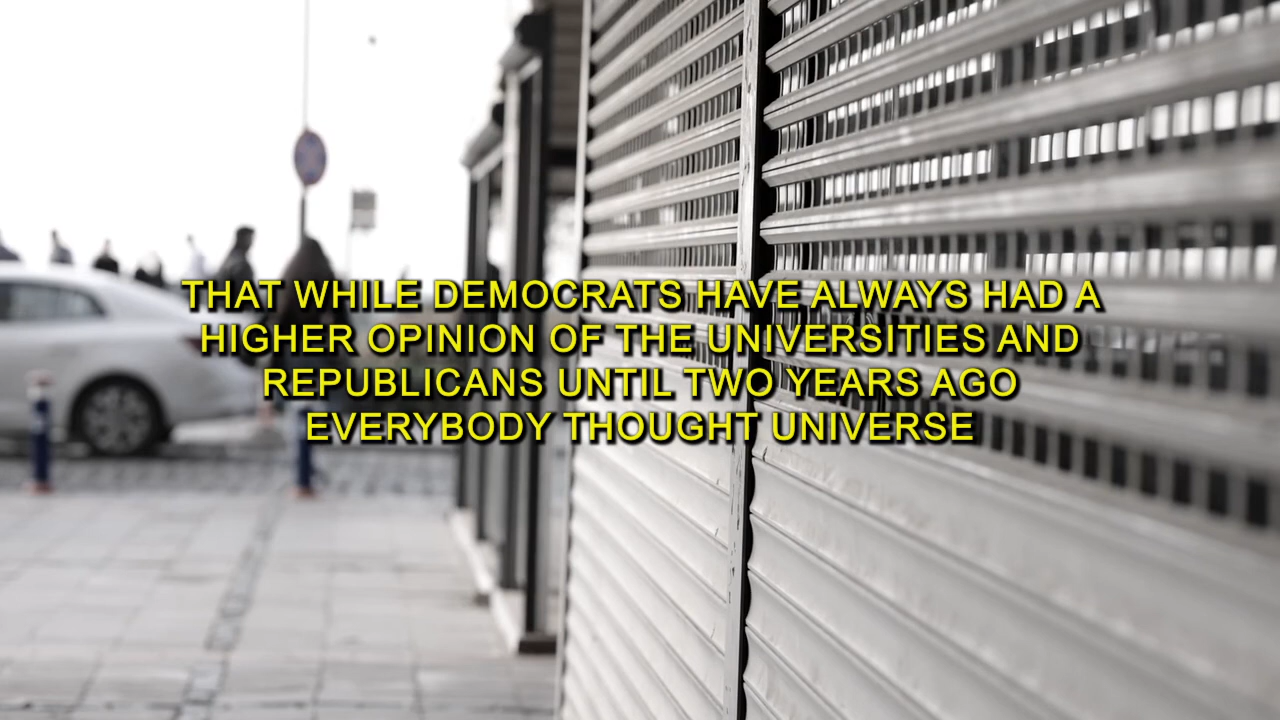 THAT WHILE DEMOCRATS HAVE ALWAYS HAD A
HIGHER OPINION OF THE UNIVERSITIES AND
REPUBLICANS UNTIL TWO YEARS AGO
EVERYBODY THOUGHT UNIVERSE